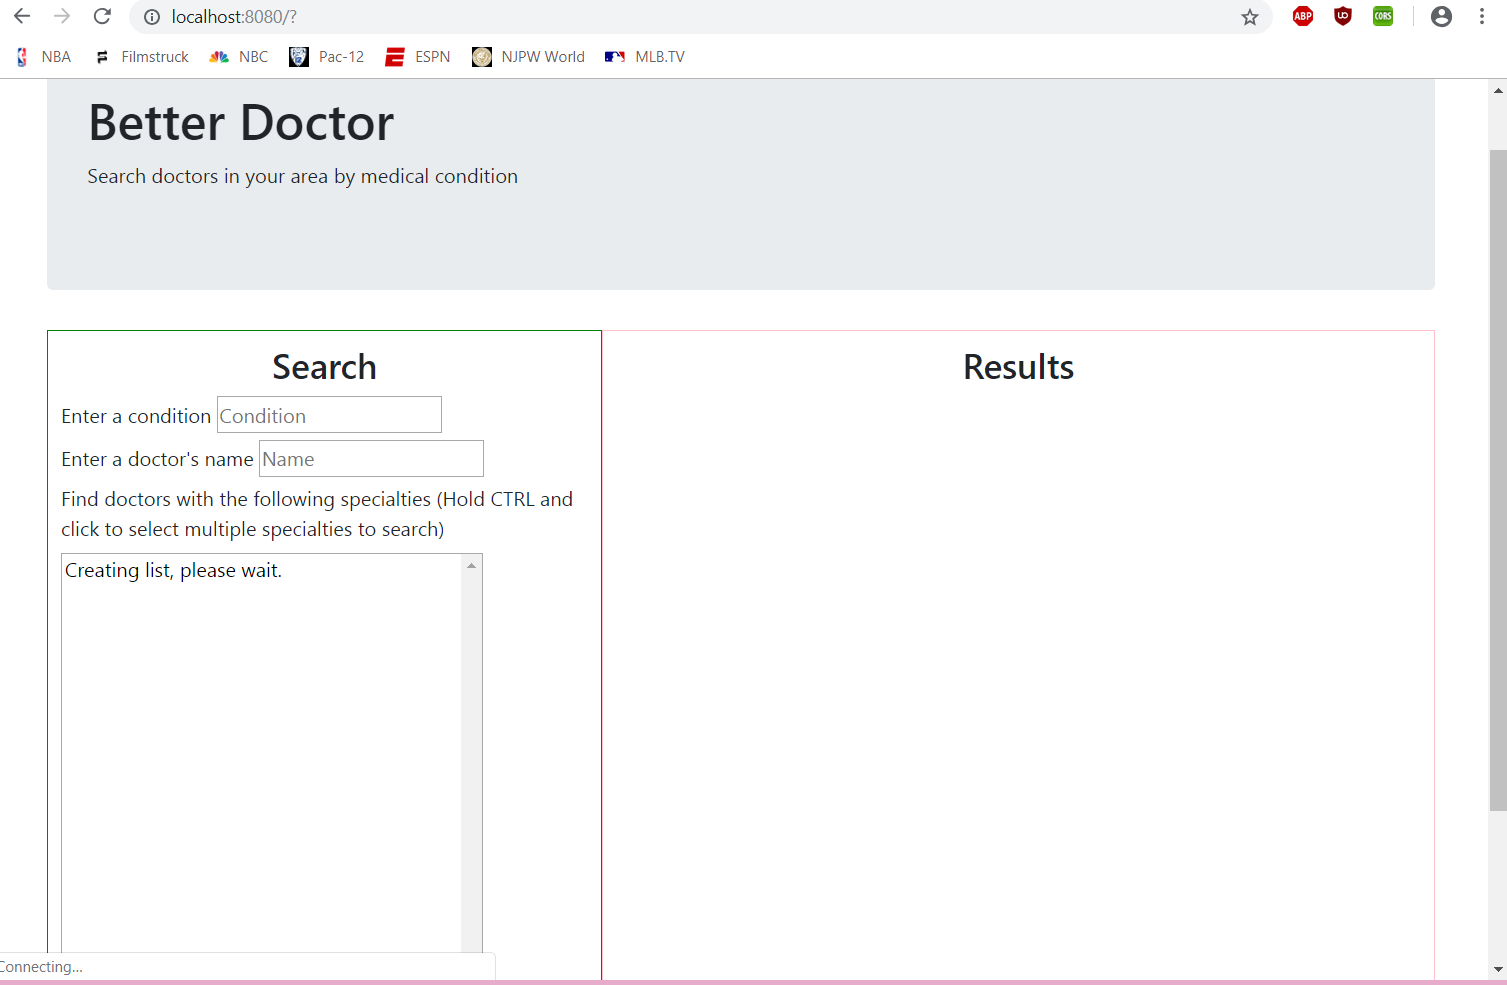 localhost:8080/?
ABP
UO
CORS
NBA
Filmstruck
NBC
Pac-12
ESPN
NJPW World
MLB.TV
Better Doctor
Search doctors in your area by medical condition
Search
Enter a condition Condition
Enter a doctor's name Name
Find doctors with the following specialties (Hold CTRL and
click to select multiple specialties to search)
Creating list, please wait.
Results
Connecting...